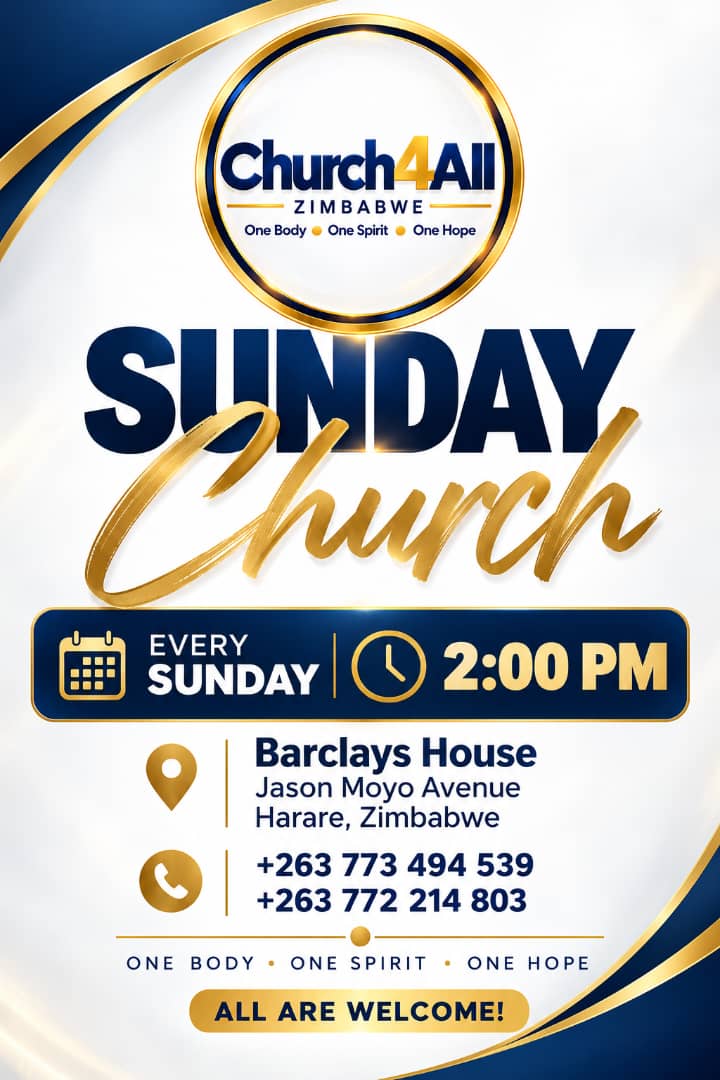 Church4All
ZIMBABWE
One Body • One Spirit • One Hope
SUNDAY
Church
EVERY
SUNDAY
2:00 PM
Barclays House
Jason Moyo Avenue
Harare, Zimbabwe
+263 773 494 539
+263 772 214 803
ONE BODY • ONE SPIRIT • ONE HOPE
ALL ARE WELCOME!